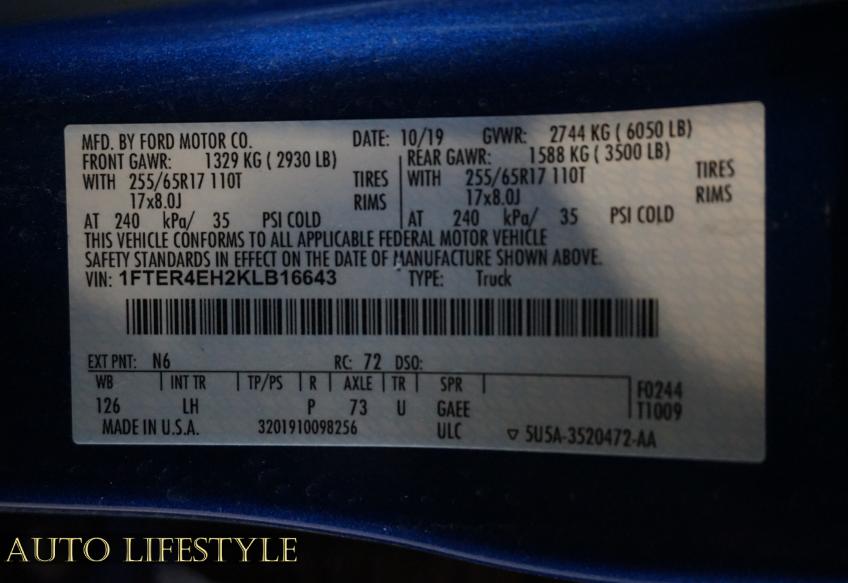 MFD. BY FORD MOTOR CO. DATE: 10/19 GVWR: 2744 KG ( 6050 LB)
FRONT GAWR: 1329 KG ( 2930 LB) REAR GAWR: 1588 KG ( 3500 LB)
WITH 255/65R17 110T TIRES WITH 255/65R17 110T TIRES
17x8.0J RIMS 17x8.0J RIMS
AT 240 kPa/ 35 PSI COLD AT 240 kPa/ 35 PSI COLD
THIS VEHICLE CONFORMS TO ALL APPLICABLE FEDERAL MOTOR VEHICLE
SAFETY STANDARDS IN EFFECT ON THE DATE OF MANUFACTURE SHOWN ABOVE.
VIN: 1FTER4EH2KLB16643 TYPE: Truck
EXT PNT: N6 RC: 72 DSO:
WB INT TR TP/PS R AXLE TR SPR F0244
126 LH P 73 U GAEE T1009
MADE IN U.S.A. 3201910098256 ULC ▽ 5U5A-3520472-AA
AUTO LIFESTYLE